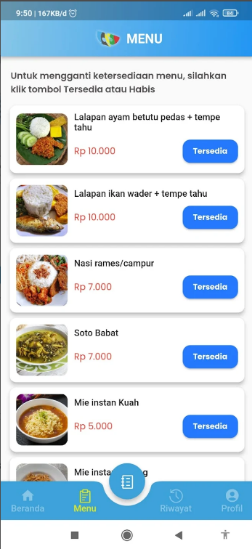 9:50 | 167KB/d
MENU
Untuk mengganti ketersediaan menu, silahkan
klik tombol Tersedia atau Habis
Lalapan ayam betutu pedas + tempe
tahu
Rp 10.000
Tersedia
Lalapan ikan wader + tempe tahu
Rp 10.000
Tersedia
Nasi rames/campur
Rp 7.000
Tersedia
Soto Babat
Rp 7.000
Tersedia
Mie instan Kuah
Rp 5.000
Tersedia
Mie
Beranda
Menu
Riwayat
Profil